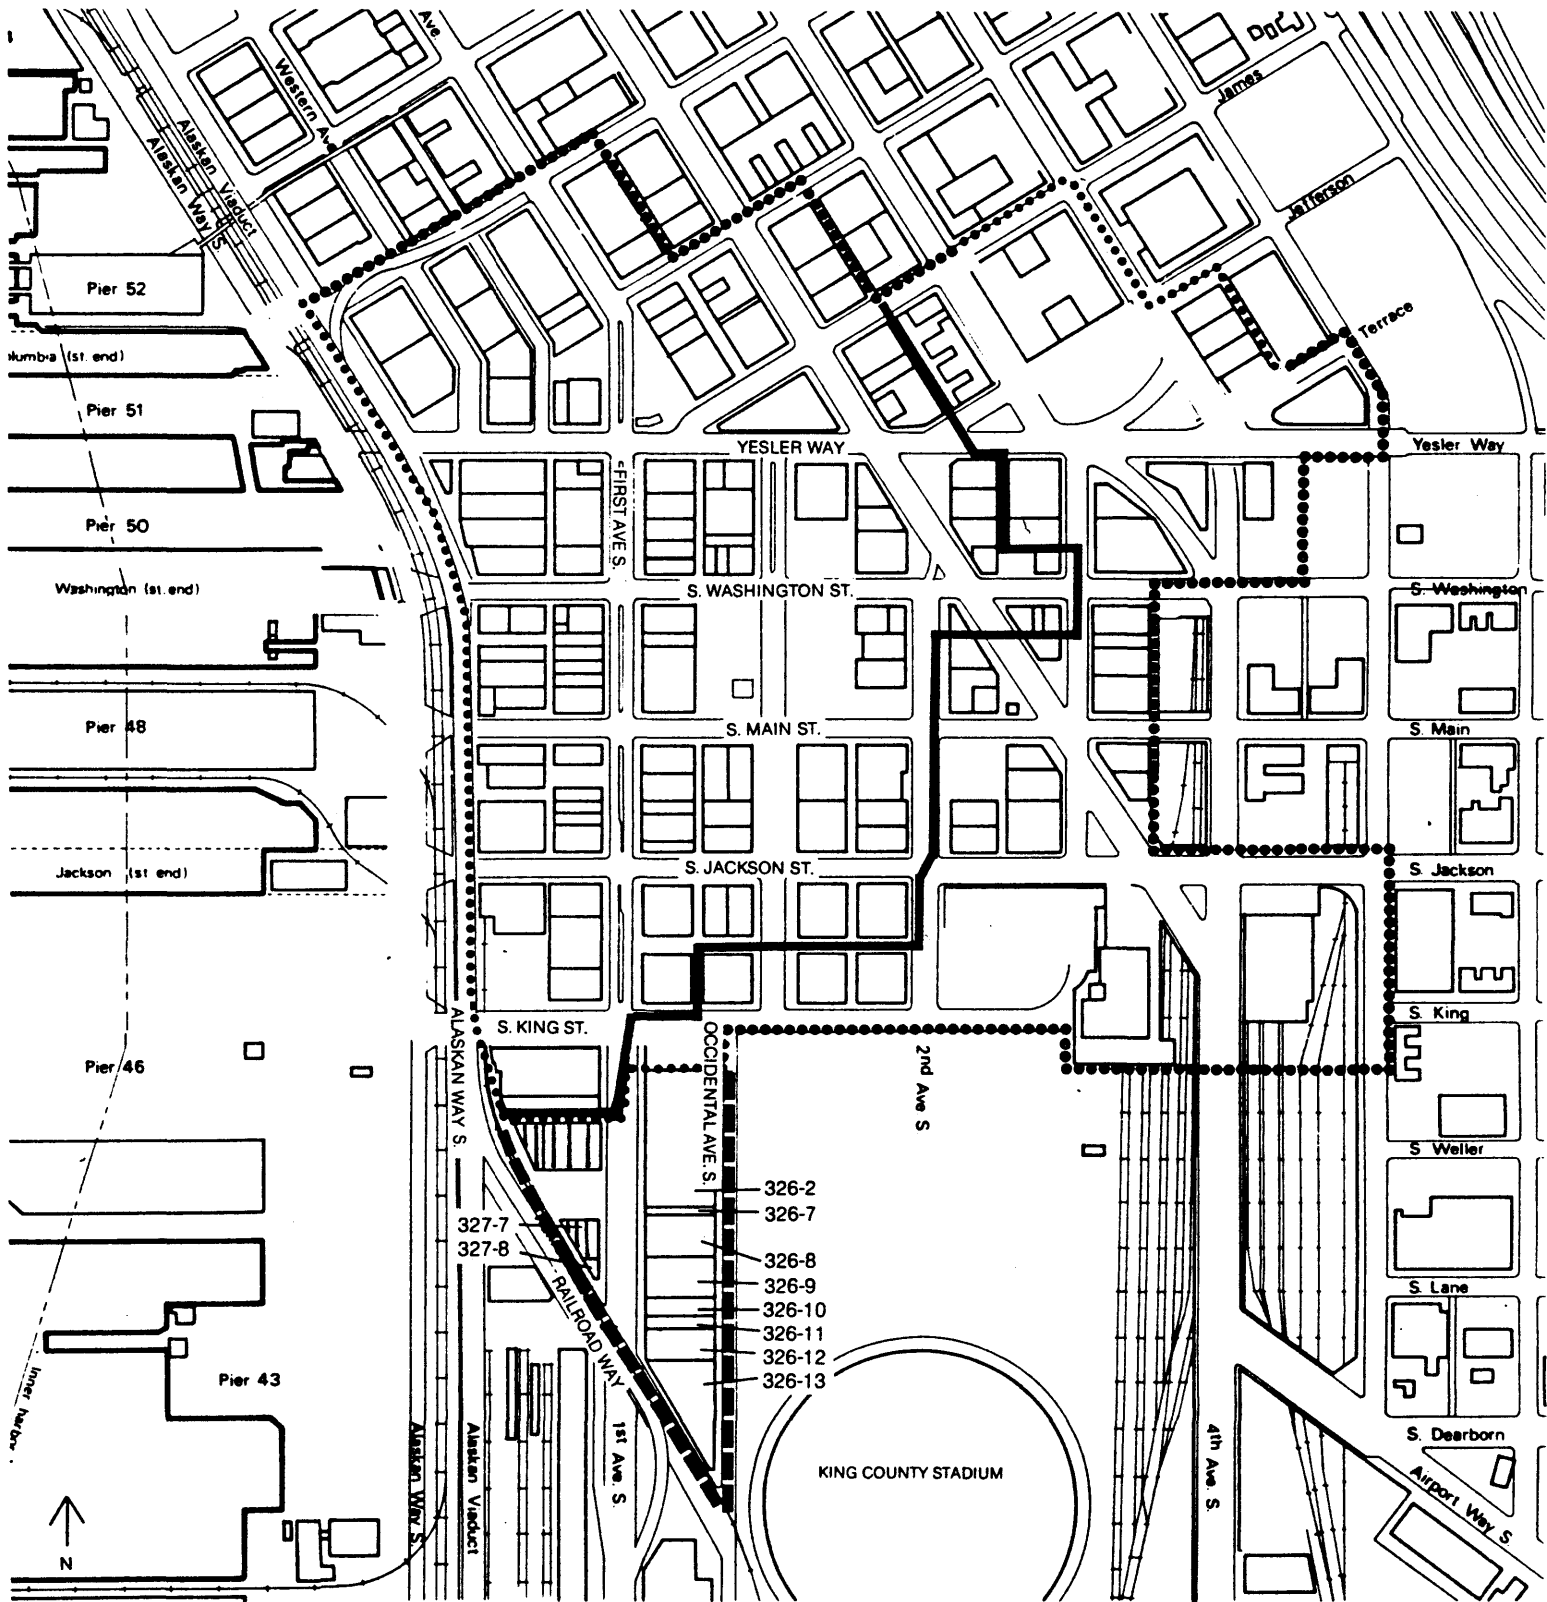 Ave.
Western Ave
James
Alaskan Viaduct
Alaskan Way S
Jefferson
Pier 52
Terrace
(st. end)
Pier 51
YESLER WAY
Yesler Way
FIRST AVE S.
Pier 50
Washington (st. end)
S. WASHINGTON ST.
S. Washington
Pier 48
S. MAIN ST.
S. Main
Jackson (st end)
S. JACKSON ST.
S. Jackson
ALASKAN WAY S.
S. KING ST.
OCCIDENTAL AVE. S.
S. King
2nd Ave S
Pier 46
S Weller
326-2
326-7
327-7
327-8
326-8
326-9
S. Lane
326-10
326-11
326-12
326-13
RAILROAD WAY
Pier 43
Inner harbor
Alaskan Way S.
Alaskan Viaduct
1st Ave. S.
4th Ave. S.
S. Dearborn
KING COUNTY STADIUM
Airport Way S
N